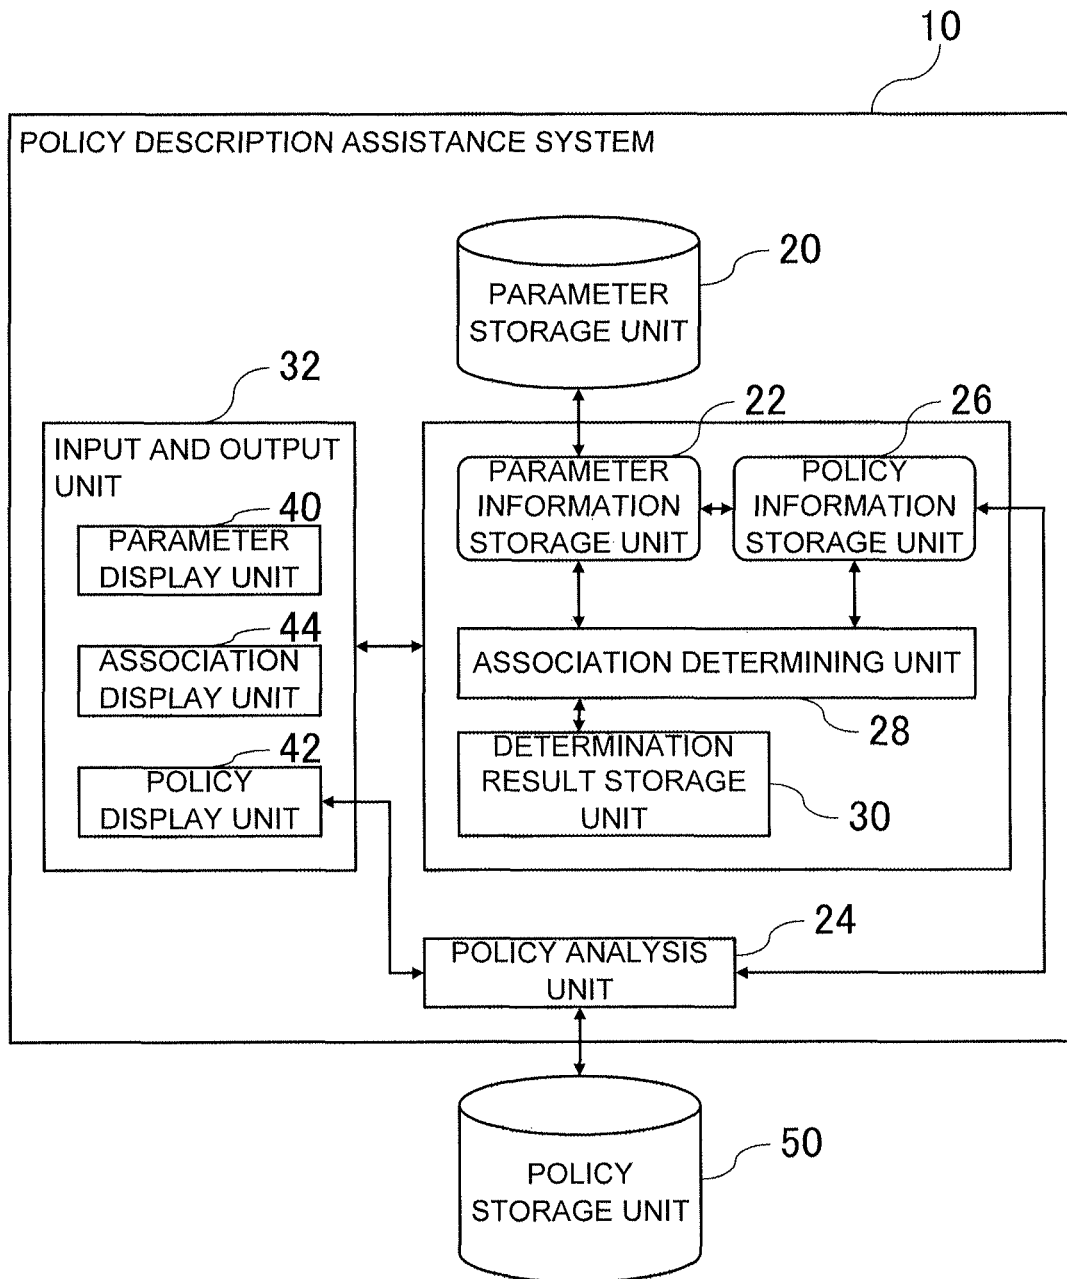 10
POLICY DESCRIPTION ASSISTANCE SYSTEM
20
PARAMETER
STORAGE UNIT
32
INPUT AND OUTPUT
UNIT
40
PARAMETER
DISPLAY UNIT
44
ASSOCIATION
DISPLAY UNIT
42
POLICY
DISPLAY UNIT
22
PARAMETER
INFORMATION
STORAGE UNIT
26
POLICY
INFORMATION
STORAGE UNIT
ASSOCIATION DETERMINING UNIT
28
DETERMINATION
RESULT STORAGE
UNIT
30
24
POLICY ANALYSIS
UNIT
50
POLICY
STORAGE UNIT